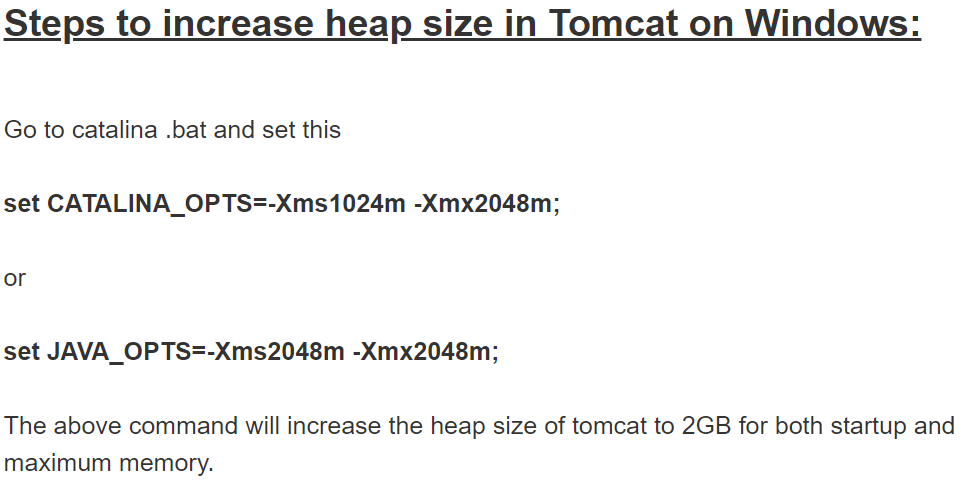 Steps to increase heap size in Tomcat on Windows:
Go to catalina .bat and set this
set CATALINA_OPTS=-Xms1024m -Xmx2048m;
or
set JAVA_OPTS=-Xms2048m -Xmx2048m;
The above command will increase the heap size of tomcat to 2GB for both startup and
maximum memory.